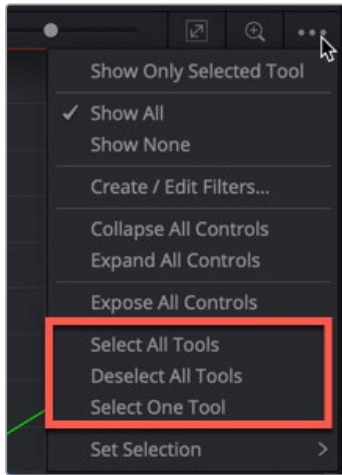 Show Only Selected Tool
Show All
Show None
Create / Edit Filters...
Collapse All Controls
Expand All Controls
Expose All Controls
Select All Tools
Deselect All Tools
Select One Tool
Set Selection